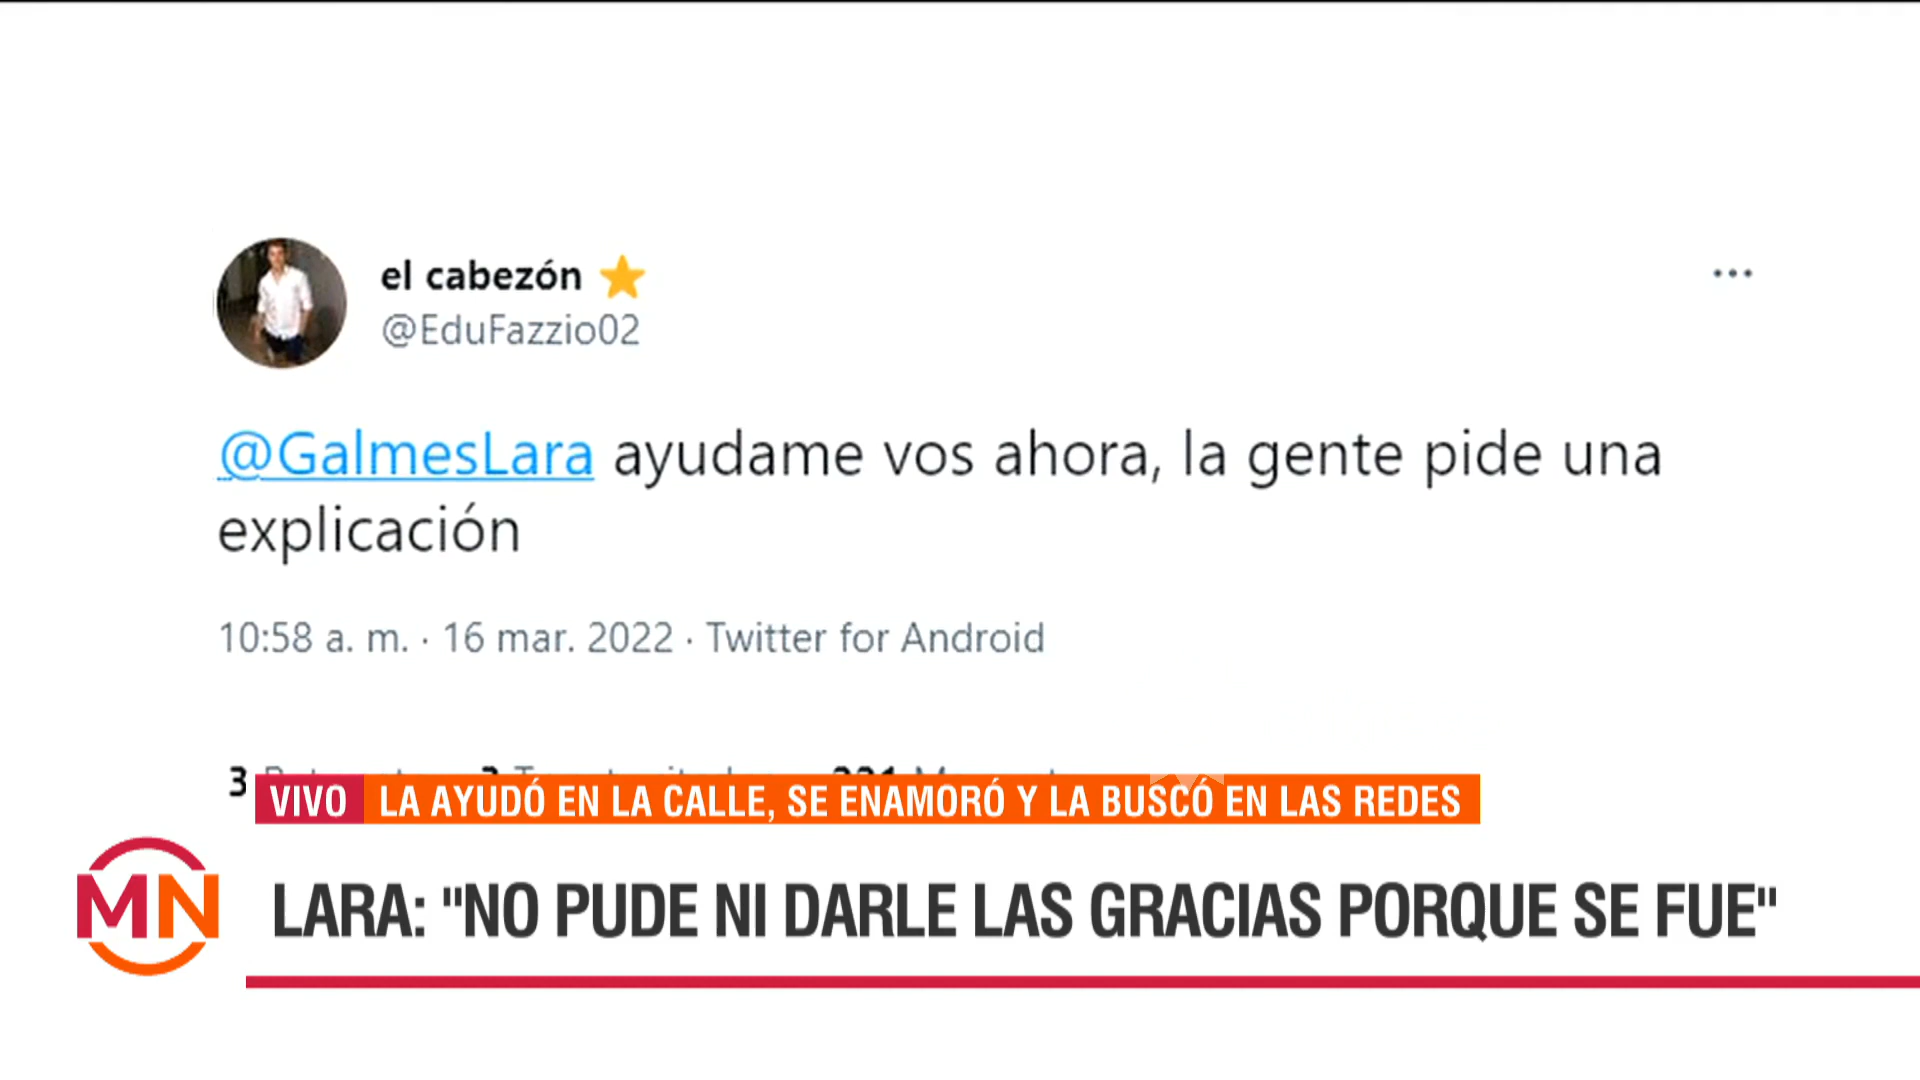 el cabezón
@EduFazzio02
@GalmesLara ayudame vos ahora, la gente pide una
explicación
10:58 a. m. · 16 mar. 2022 · Twitter for Android
3
VIVO LA AYUDÓ EN LA CALLE, SE ENAMORÓ Y LA BUSCÓ EN LAS REDES
MN
LARA: "NO PUDE NI DARLE LAS GRACIAS PORQUE SE FUE"